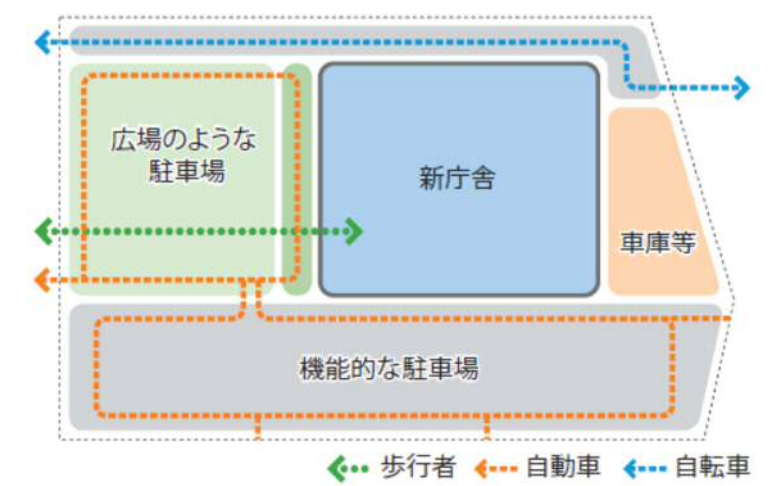 広場のような
駐車場
新庁舎
車庫等
機能的な駐車場
歩行者 自動車 自転車